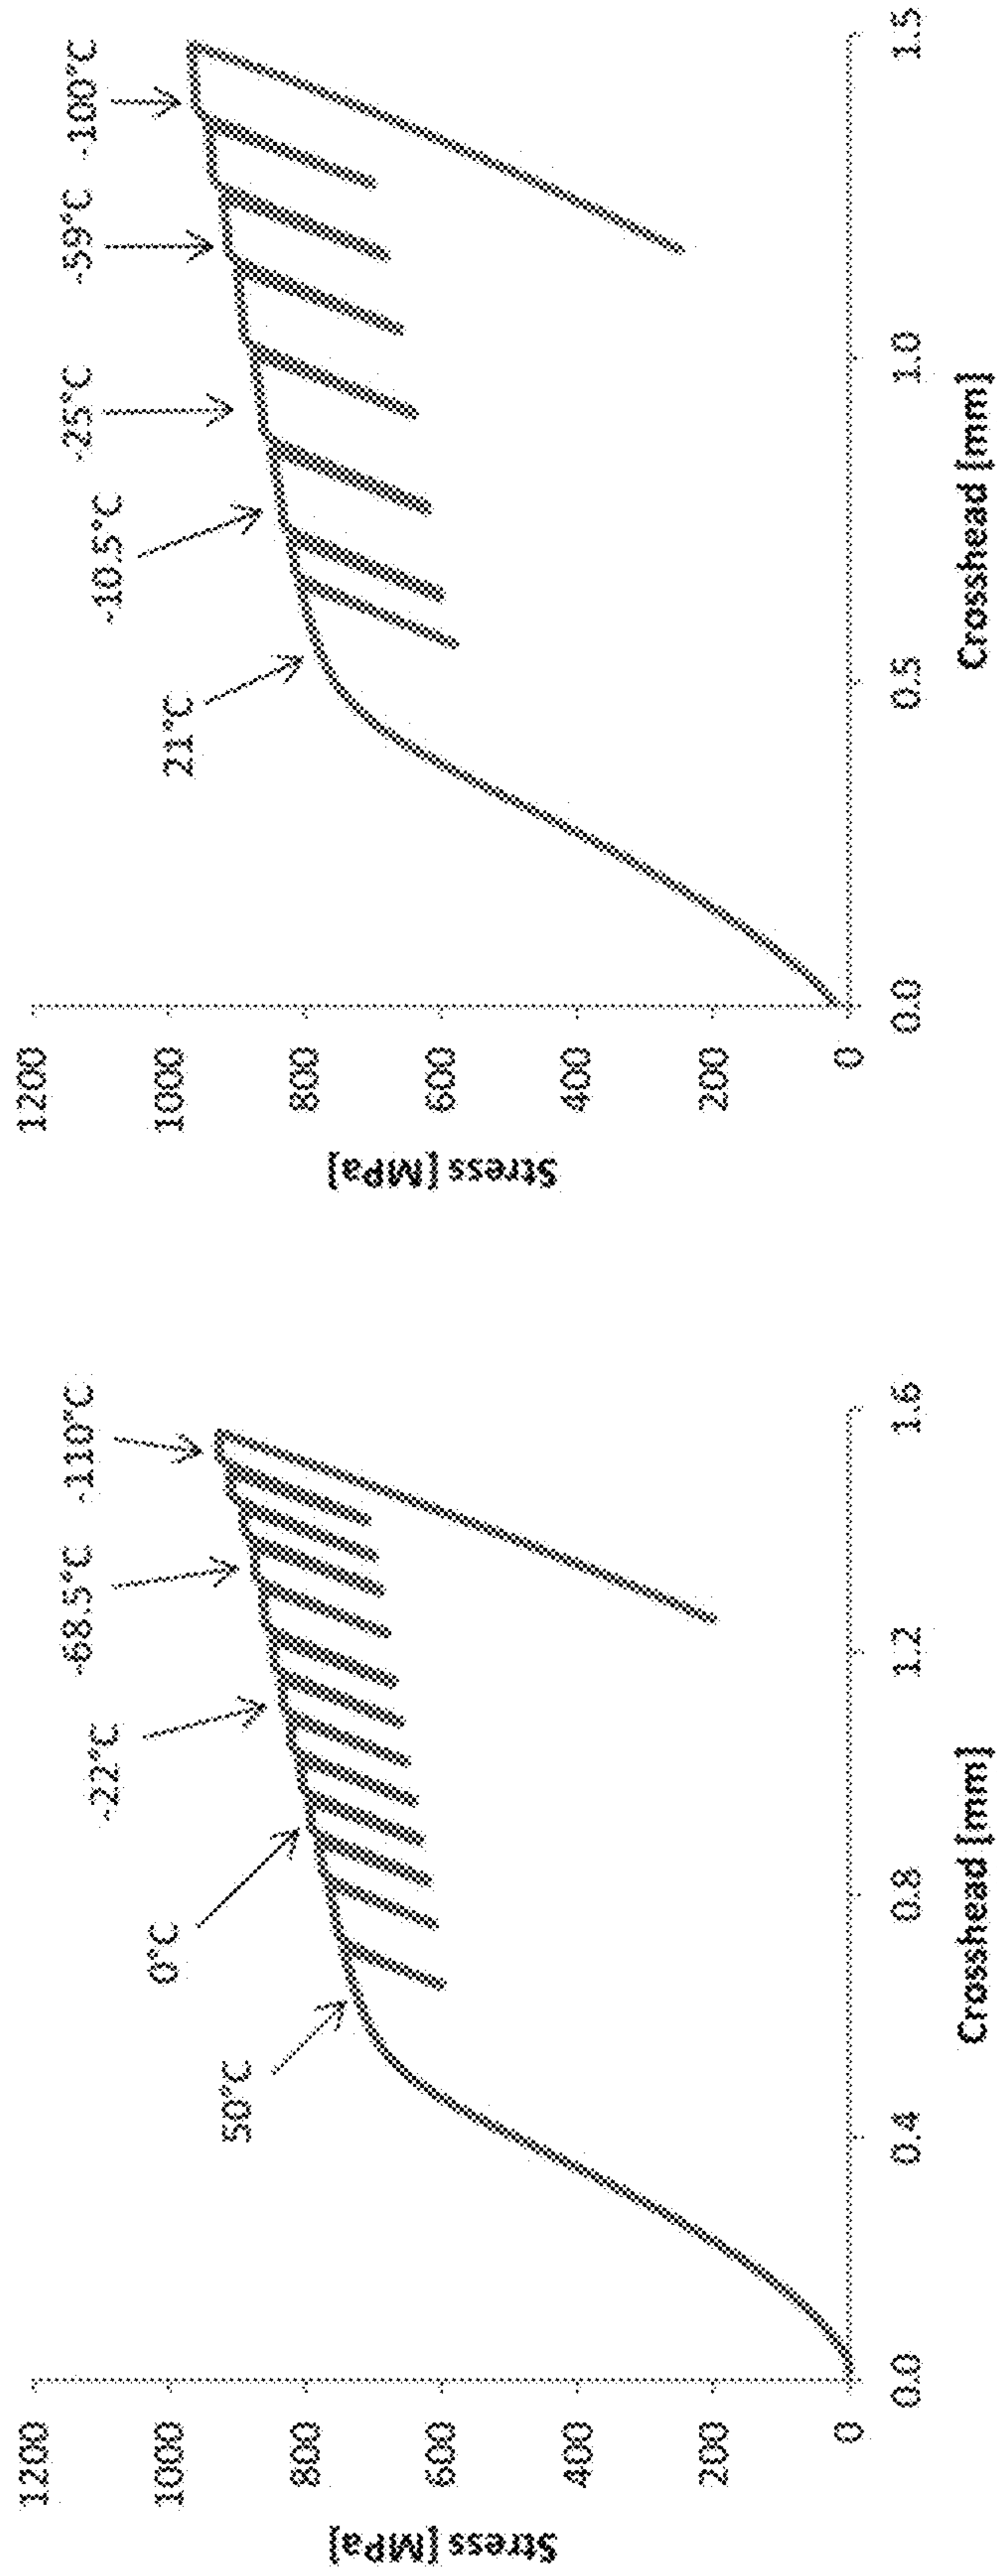 1200
1000
800
600
400
200
0
Stress [MPa]
50°C
0°C
-22°C
-68.5°C
-110°C
0.0
0.4
0.8
1.2
1.6
Crosshead [mm]
1200
1000
800
600
400
200
0
Stress [MPa]
21°C
-10.5°C
-25°C
-59°C
-100°C
0.0
0.5
1.0
1.5
Crosshead [mm]